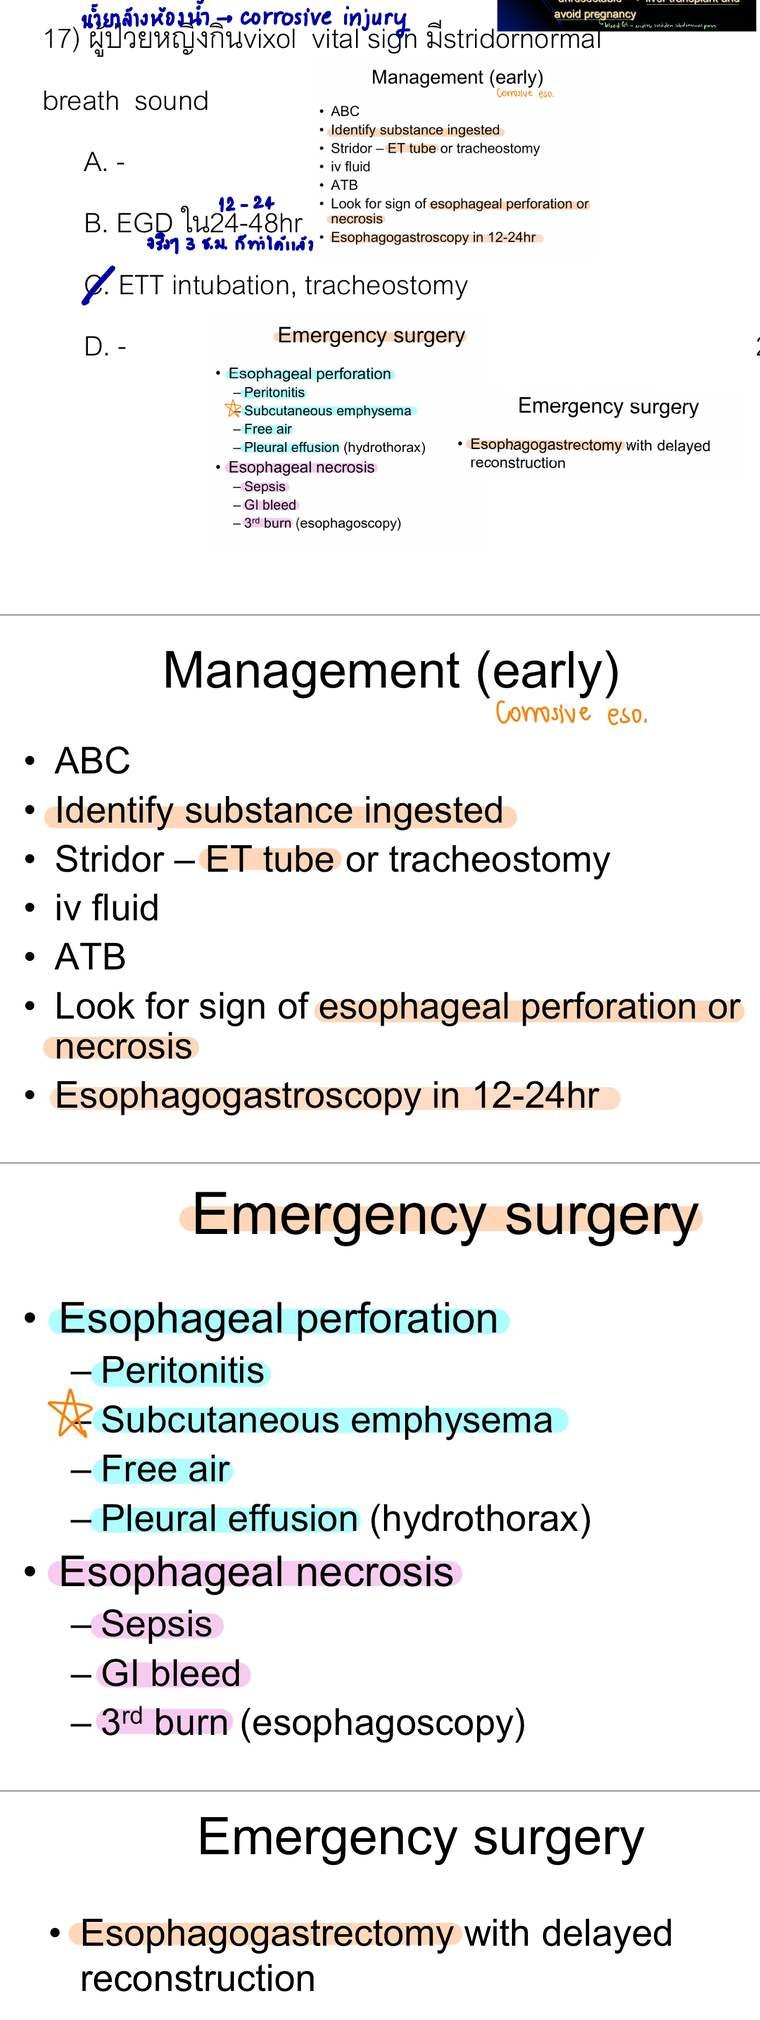 น้ำยาล้างห้องน้ำ → corrosive injury
avoid pregnancy
17) ผู้ป่วยหญิงกินvixol vital sign มีstridornormal
breath sound
A. -
12 - 24
B. EGD ใน24-48hr
จริงๆ 3 ช.ม. ก็ทำได้แล้ว
C. ETT intubation, tracheostomy
D. -
Management (early)
Corrosive eso.
• ABC
• Identify substance ingested
• Stridor – ET tube or tracheostomy
• iv fluid
• ATB
• Look for sign of esophageal perforation or
necrosis
• Esophagogastroscopy in 12-24hr
Emergency surgery
• Esophageal perforation
– Peritonitis
– Subcutaneous emphysema
– Free air
– Pleural effusion (hydrothorax)
• Esophageal necrosis
– Sepsis
– GI bleed
– 3rd burn (esophagoscopy)
Emergency surgery
• Esophagogastrectomy with delayed
reconstruction
Management (early)
Corrosive eso.
• ABC
• Identify substance ingested
• Stridor – ET tube or tracheostomy
• iv fluid
• ATB
• Look for sign of esophageal perforation or
necrosis
• Esophagogastroscopy in 12-24hr
Emergency surgery
• Esophageal perforation
– Peritonitis
– Subcutaneous emphysema
– Free air
– Pleural effusion (hydrothorax)
• Esophageal necrosis
– Sepsis
– GI bleed
– 3rd burn (esophagoscopy)
Emergency surgery
• Esophagogastrectomy with delayed
reconstruction